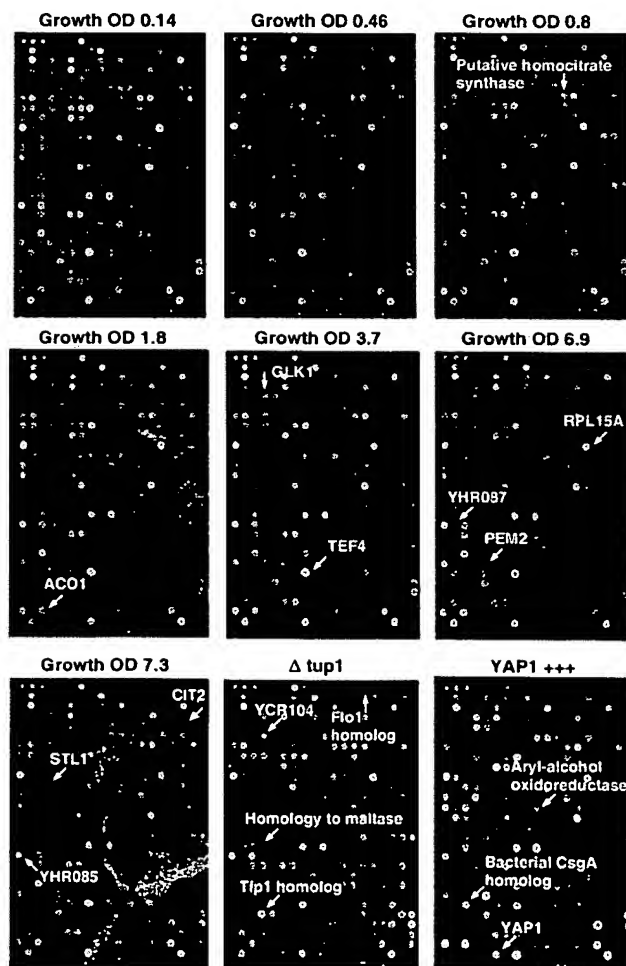 Growth OD 0.14
Growth OD 0.46
Growth OD 0.8
Putative homocitrate
synthase
Growth OD 1.8
Growth OD 3.7
Growth OD 6.9
GLK1
RPL15A
YHR087
PEM2
TEF4
ACO1
Growth OD 7.3
Δ tup1
YAP1 +++
CIT2
YCR104
Flo1
homolog
STL1
Aryl-alcohol
oxidoreductase
Homology to maltase
YHR085
Bacterial CsgA
homolog
Tfp1 homolog
YAP1